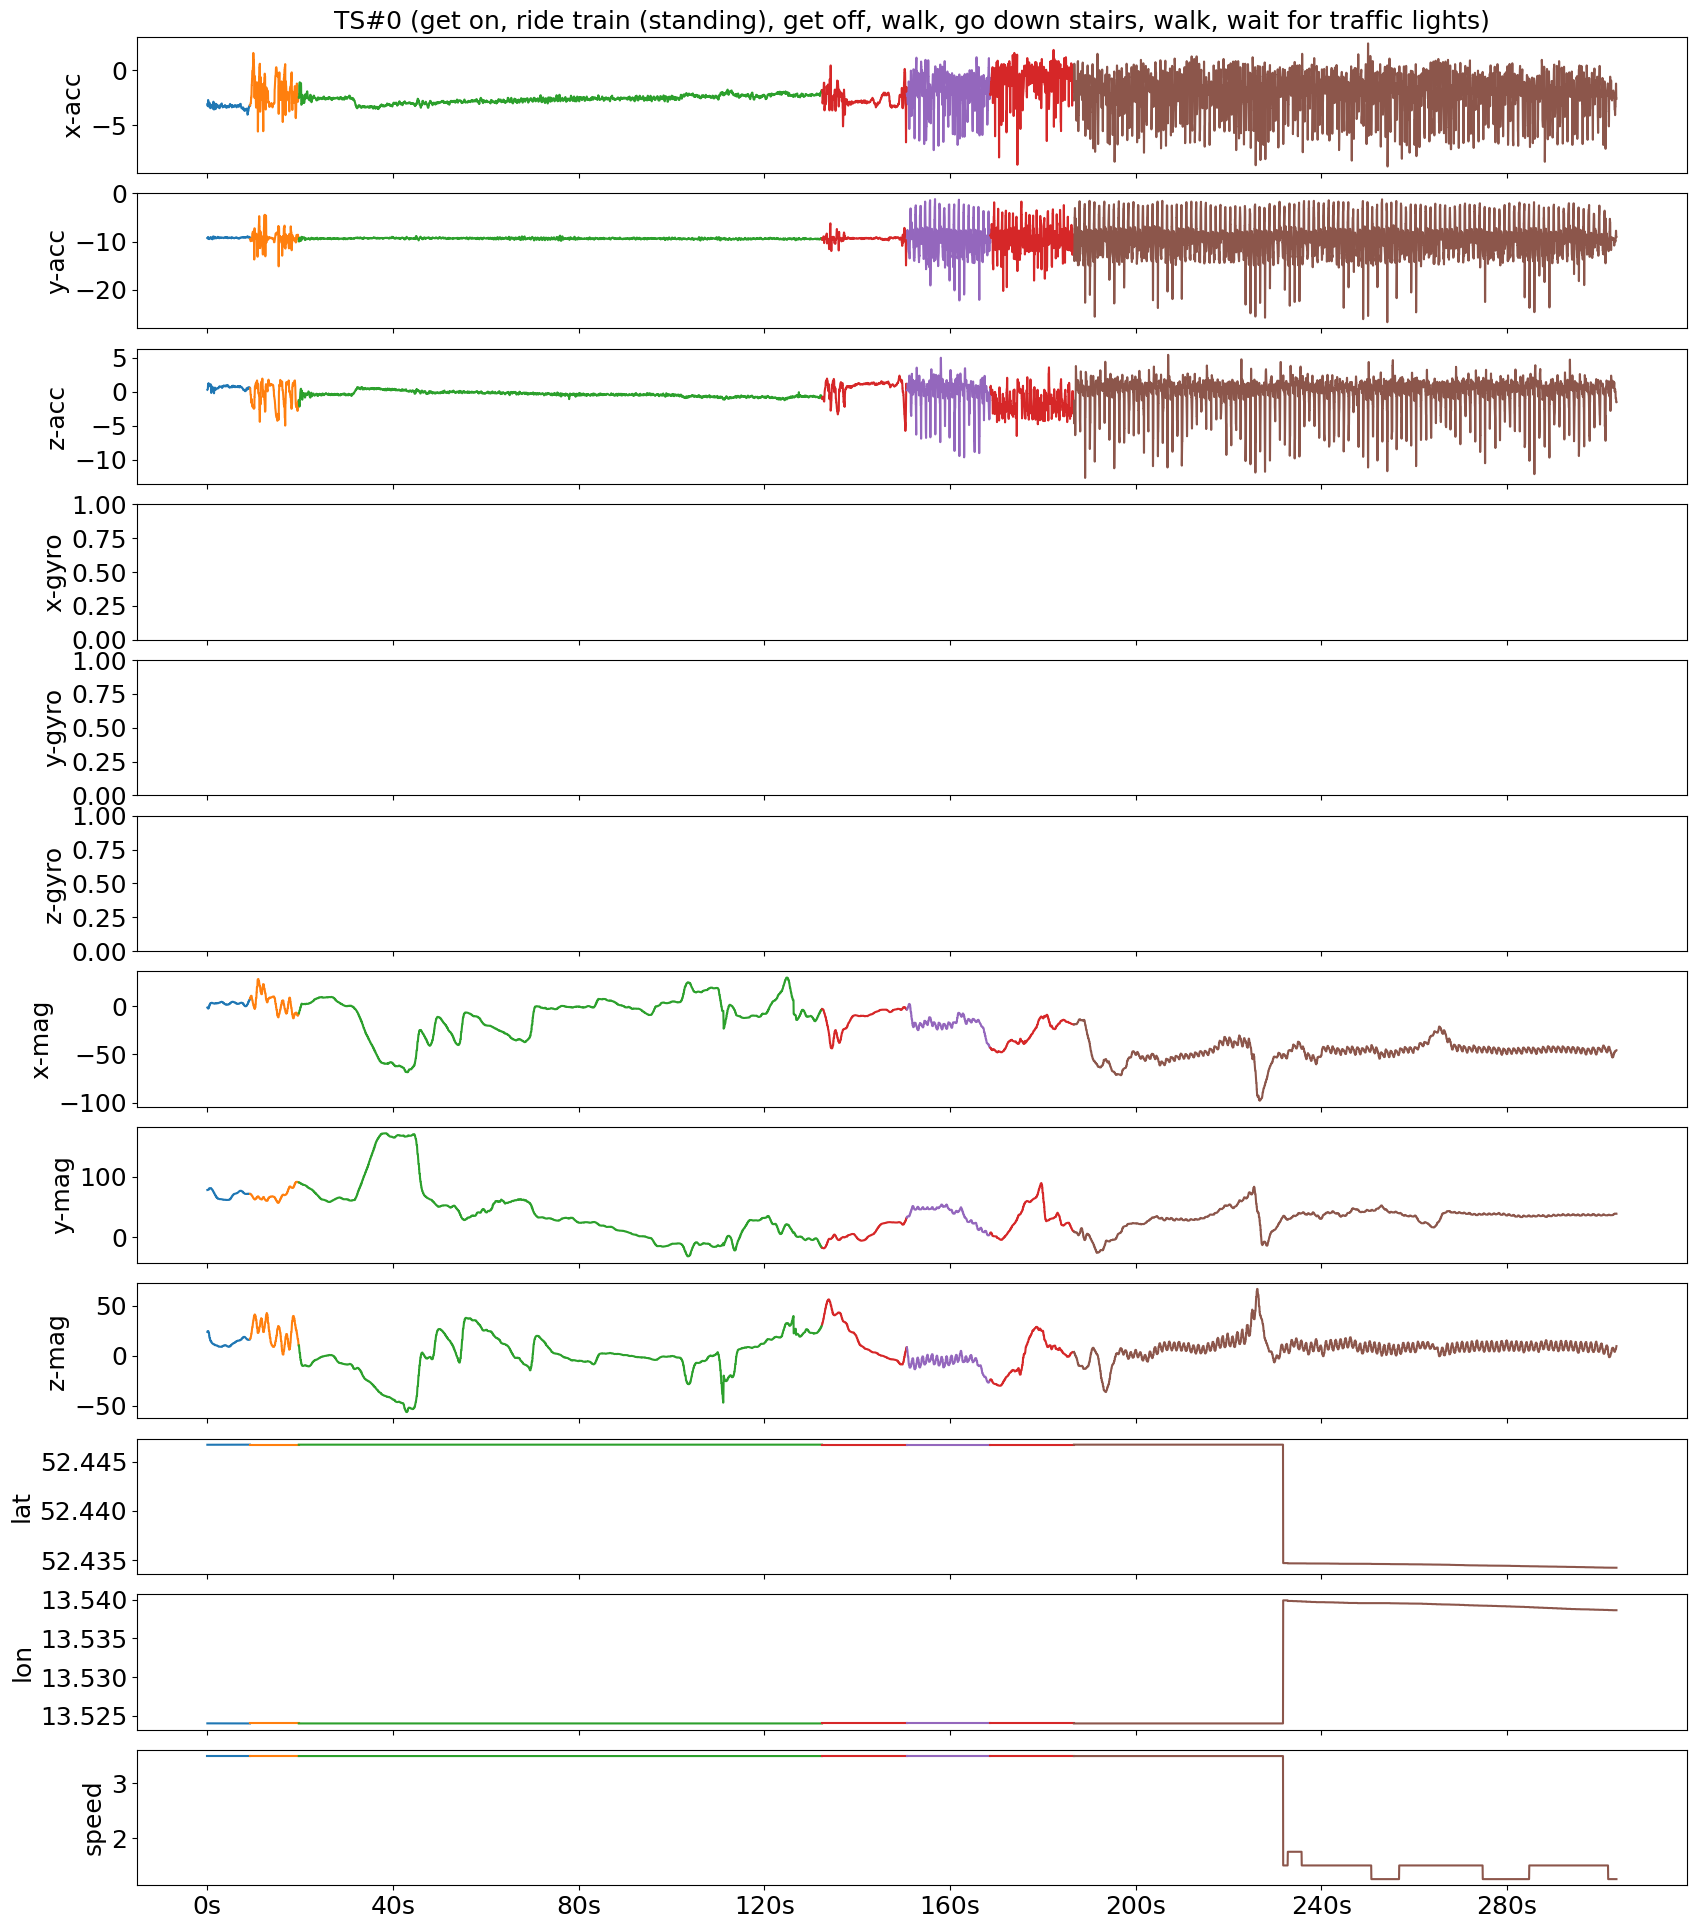 TS#0 (get on, ride train (standing), get off, walk, go down stairs, walk, wait for traffic lights)
x-acc
0
−5
y-acc
0
−10
−20
z-acc
5
0
−5
−10
x-gyro
1.00
0.75
0.50
0.25
0.00
y-gyro
1.00
0.75
0.50
0.25
0.00
z-gyro
1.00
0.75
0.50
0.25
0.00
x-mag
0
−50
−100
y-mag
100
0
z-mag
50
0
−50
lat
52.445
52.440
52.435
lon
13.540
13.535
13.530
13.525
speed
3
2
0s 40s 80s 120s 160s 200s 240s 280s